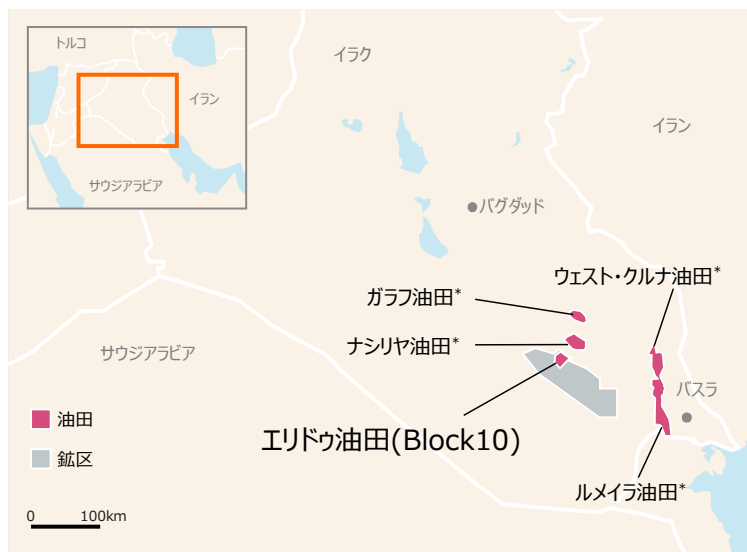 トルコ
イラン
サウジアラビア
イラク
イラン
バグダッド
ウェスト・クルナ油田*
ガラフ油田*
ナシリヤ油田*
サウジアラビア
バスラ
油田
エリドゥ油田(Block10)
鉱区
ルメイラ油田*
0 100km